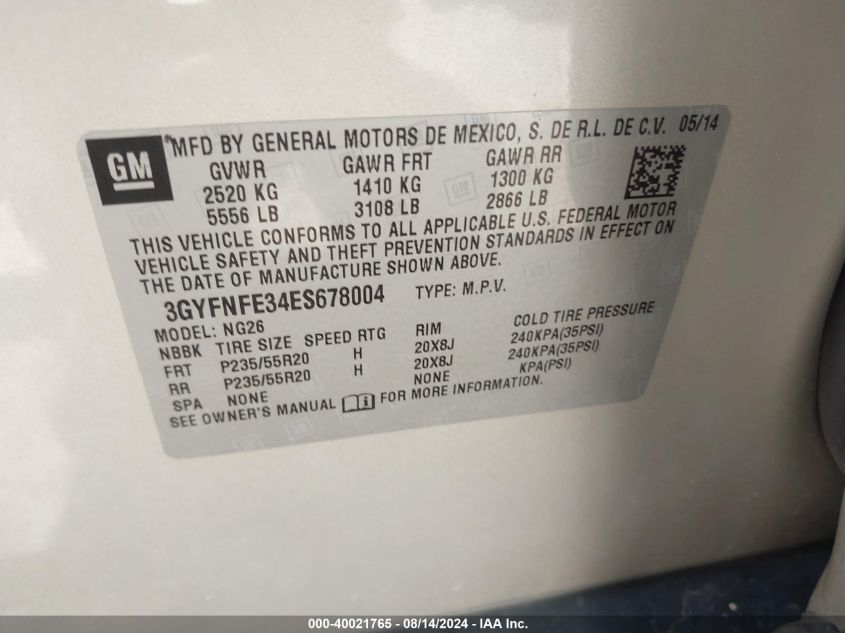 GM
MFD BY GENERAL MOTORS DE MEXICO, S. DE R.L. DE C.V. 05/14
GVWR GAWR FRT GAWR RR
2520 KG 1410 KG 1300 KG
5556 LB 3108 LB 2866 LB
THIS VEHICLE CONFORMS TO ALL APPLICABLE U.S. FEDERAL MOTOR
VEHICLE SAFETY AND THEFT PREVENTION STANDARDS IN EFFECT ON
THE DATE OF MANUFACTURE SHOWN ABOVE.
3GYFNFE34ES678004 TYPE: M.P.V.
MODEL: NG26
NBBK TIRE SIZE SPEED RTG RIM COLD TIRE PRESSURE
FRT P235/55R20 H 20X8J 240KPA(35PSI)
RR P235/55R20 H 20X8J 240KPA(35PSI)
SPA NONE NONE KPA(PSI)
SEE OWNER'S MANUAL FOR MORE INFORMATION.
000-40021765 - 08/14/2024 - IAA Inc.